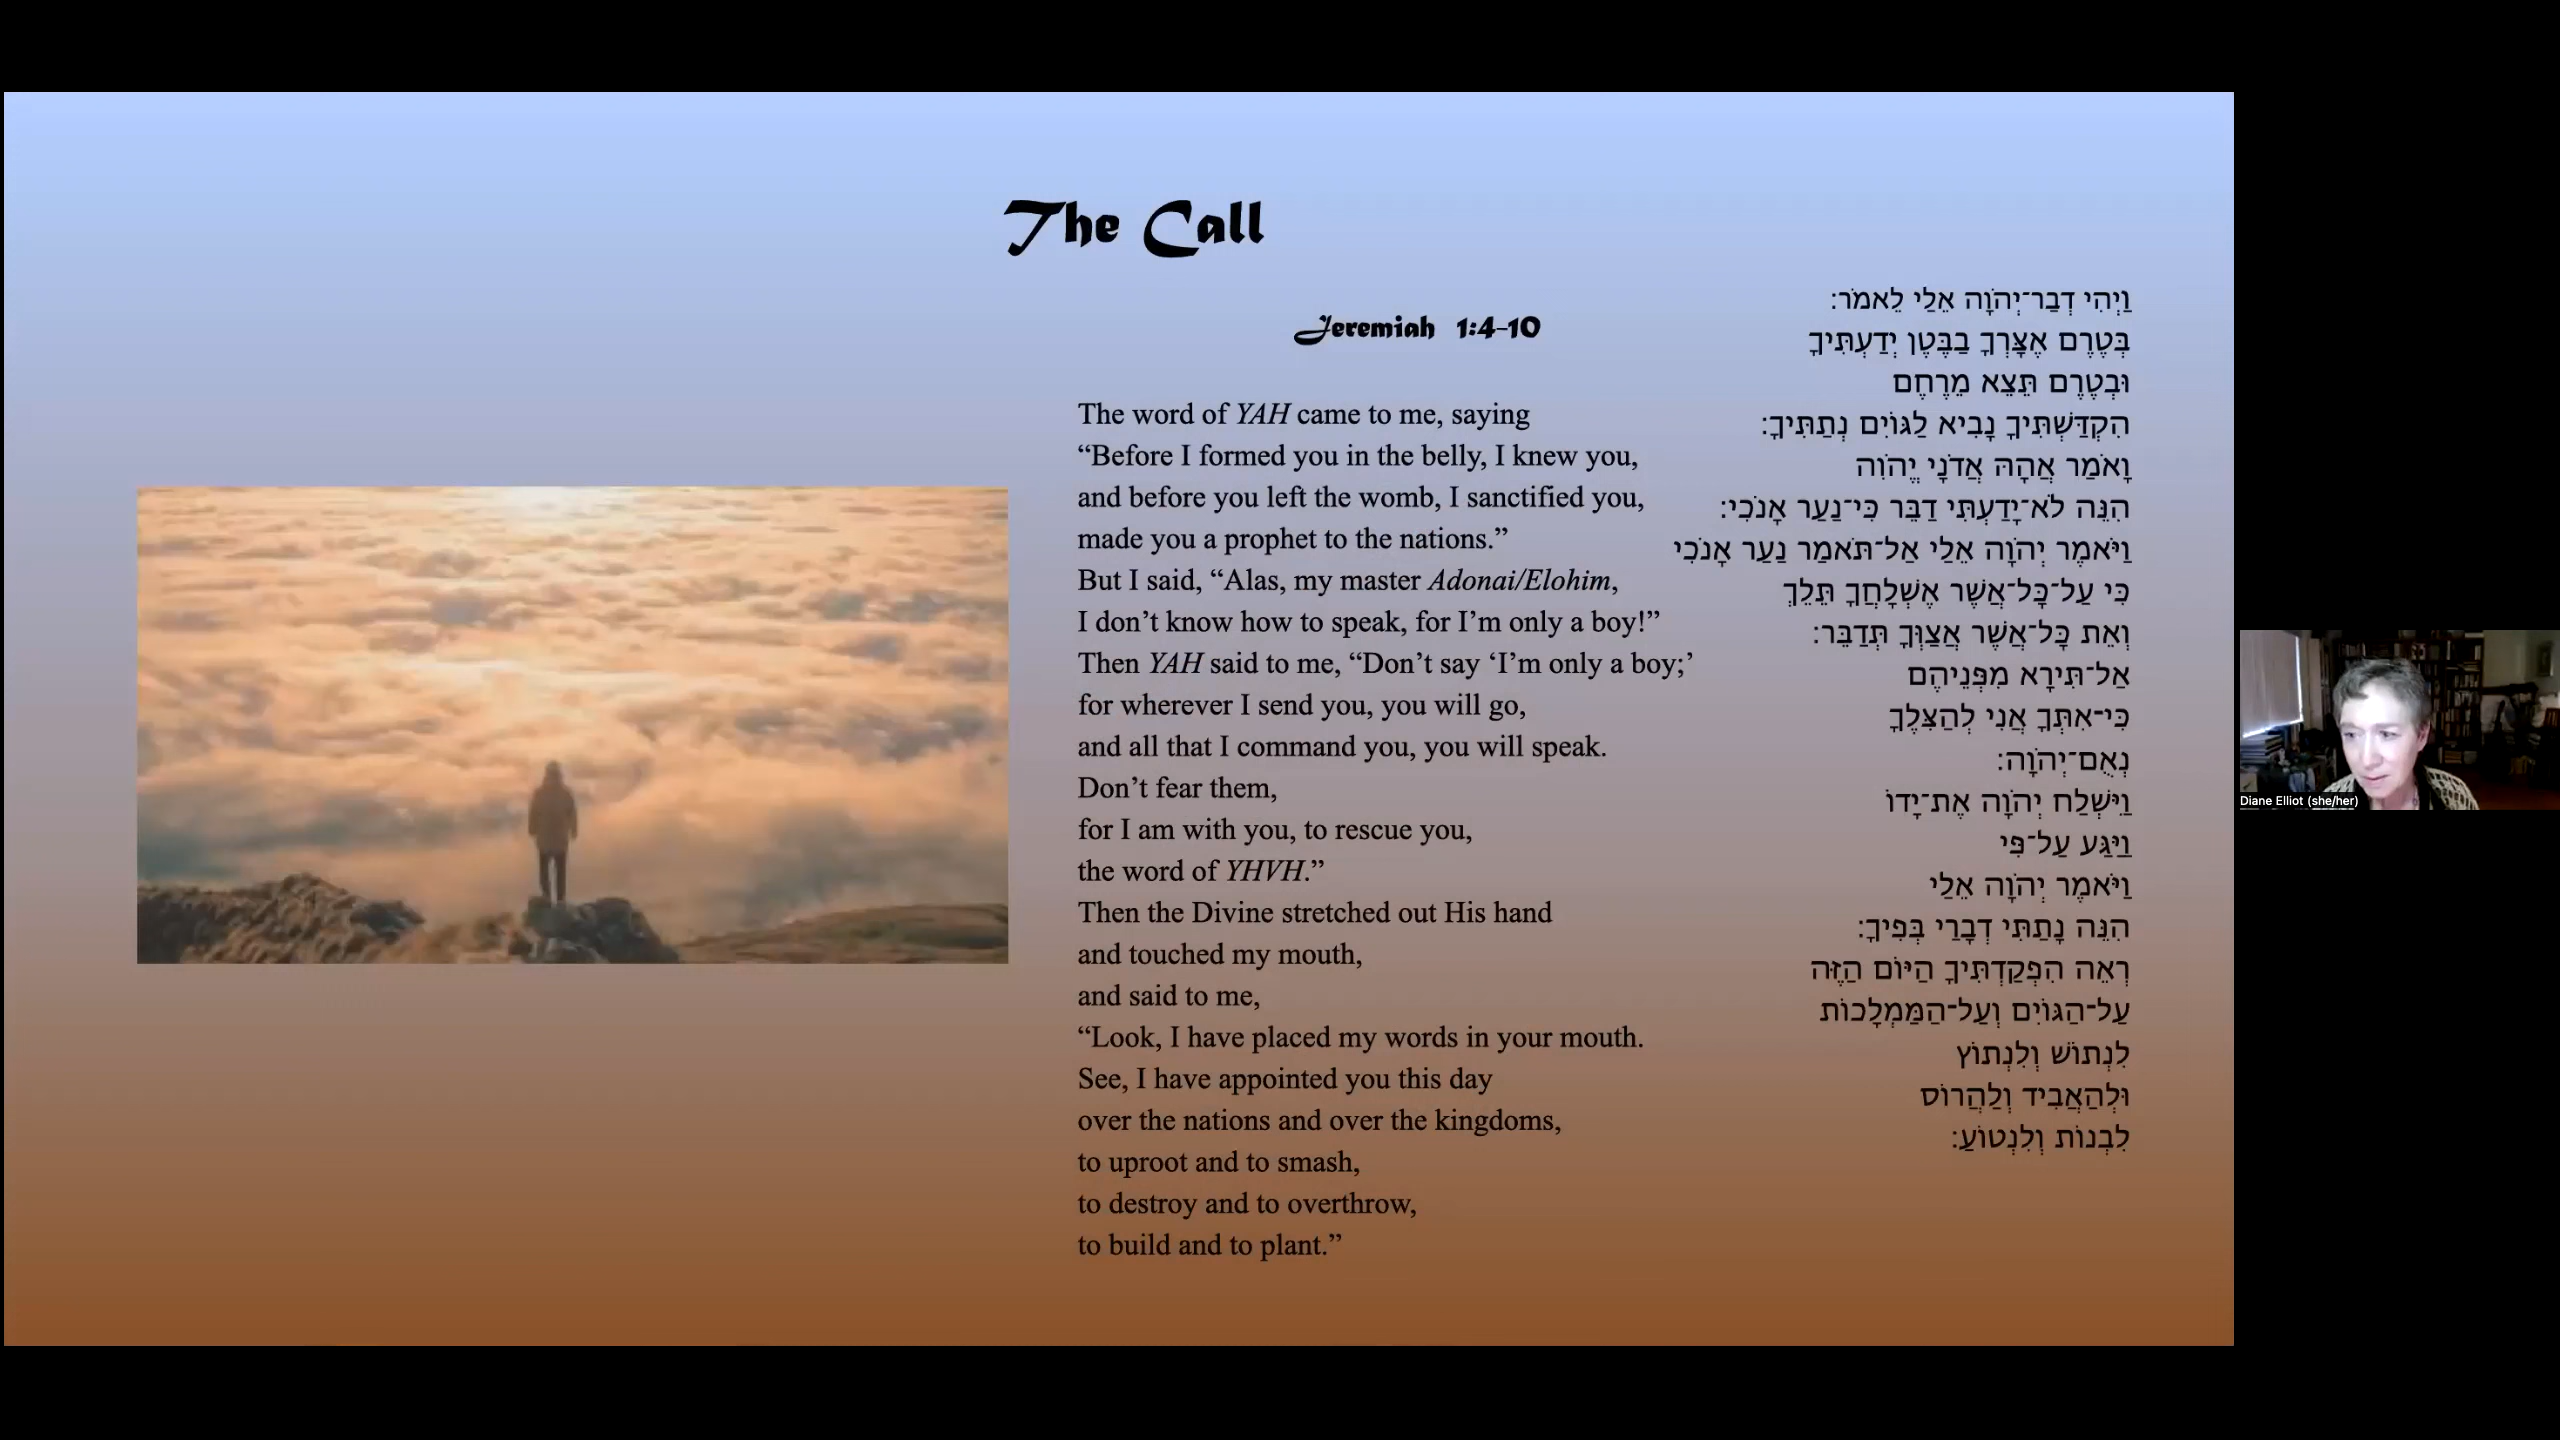 The Call
Jeremiah 1:4-10
The word of YAH came to me, saying
“Before I formed you in the belly, I knew you,
and before you left the womb, I sanctified you,
made you a prophet to the nations.”
But I said, “Alas, my master Adonai/Elohim,
I don’t know how to speak, for I’m only a boy!”
Then YAH said to me, “Don’t say ‘I’m only a boy;’
for wherever I send you, you will go,
and all that I command you, you will speak.
Don’t fear them,
for I am with you, to rescue you,
the word of YHVH.”
Then the Divine stretched out His hand
and touched my mouth,
and said to me,
“Look, I have placed my words in your mouth.
See, I have appointed you this day
over the nations and over the kingdoms,
to uproot and to smash,
to destroy and to overthrow,
to build and to plant.”
וַיְהִי דְבַר־יְהֹוָה אֵלַי לֵאמֹר׃
בְּטֶרֶם אֶצָּרְךָ בַבֶּטֶן יְדַעְתִּיךָ
וּבְטֶרֶם תֵּצֵא מֵרֶחֶם
הִקְדַּשְׁתִּיךָ נָבִיא לַגּוֹיִם נְתַתִּיךָ׃
וָאֹמַר אֲהָהּ אֲדֹנָי יֱהֹוִה
הִנֵּה לֹא־יָדַעְתִּי דַּבֵּר כִּי־נַעַר אָנֹכִי׃
וַיֹּאמֶר יְהֹוָה אֵלַי אַל־תֹּאמַר נַעַר אָנֹכִי
כִּי עַל־כׇּל־אֲשֶׁר אֶשְׁלָחֲךָ תֵּלֵךְ
וְאֵת כׇּל־אֲשֶׁר אֲצַוְּךָ תְּדַבֵּר׃
אַל־תִּירָא מִפְּנֵיהֶם
כִּי־אִתְּךָ אֲנִי לְהַצִּלֶךָ
נְאֻם־יְהֹוָה׃
וַיִּשְׁלַח יְהֹוָה אֶת־יָדוֹ
וַיַּגַּע עַל־פִּי
וַיֹּאמֶר יְהֹוָה אֵלַי
הִנֵּה נָתַתִּי דְבָרַי בְּפִיךָ׃
רְאֵה הִפְקַדְתִּיךָ הַיּוֹם הַזֶּה
עַל־הַגּוֹיִם וְעַל־הַמַּמְלָכוֹת
לִנְתוֹשׁ וְלִנְתוֹץ
וּלְהַאֲבִיד וְלַהֲרוֹס
לִבְנוֹת וְלִנְטוֹעַ׃
Diane Elliot (she/her)